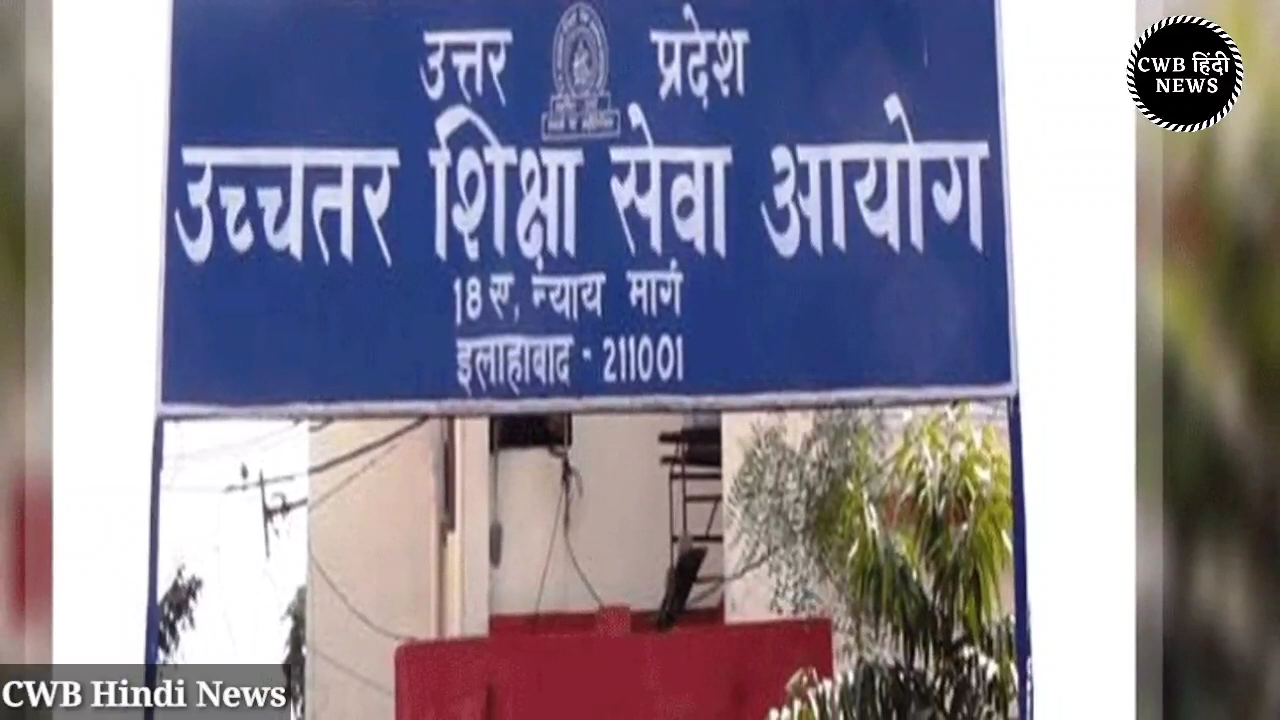 उत्तर प्रदेश
उच्चतर शिक्षा सेवा आयोग
18 ए, न्याय मार्ग
इलाहाबाद - 211001
CWB हिंदी
NEWS
CWB Hindi News